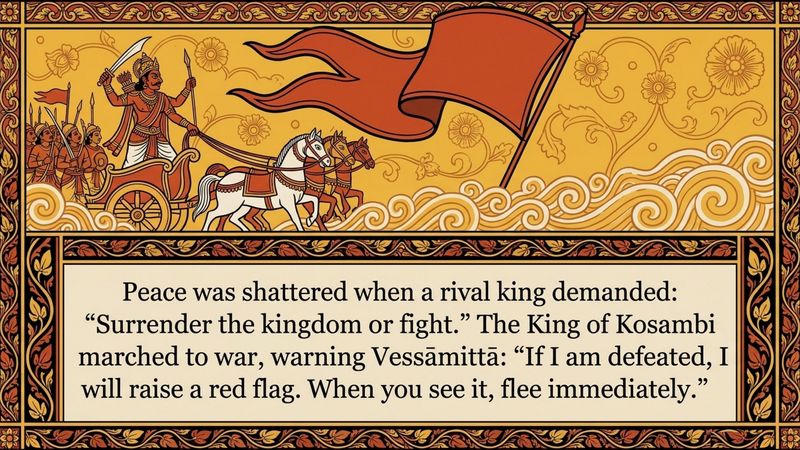 Peace was shattered when a rival king demanded:
“Surrender the kingdom or fight.” The King of Kosambi
marched to war, warning Vessāmittā: “If I am defeated, I
will raise a red flag. When you see it, flee immediately.”